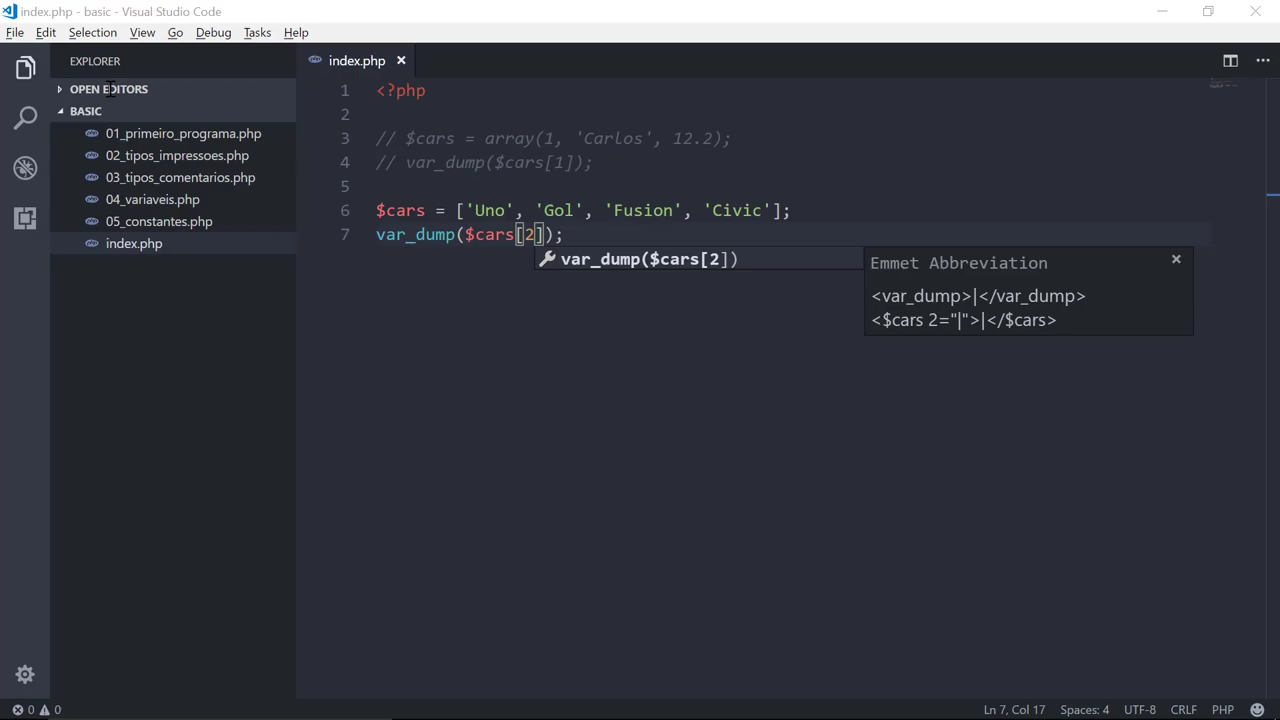 index.php - basic - Visual Studio Code
File Edit Selection View Go Debug Tasks Help
EXPLORER
OPEN EDITORS
BASIC
01_primeiro_programa.php
02_tipos_impressoes.php
03_tipos_comentarios.php
04_variaveis.php
05_constantes.php
index.php
index.php
1 <?php
2
3 // $cars = array(1, 'Carlos', 12.2);
4 // var_dump($cars[1]);
5
6 $cars = ['Uno', 'Gol', 'Fusion', 'Civic'];
7 var_dump($cars[2]);
var_dump($cars[2])
Emmet Abbreviation
<var_dump>|</var_dump>
<$cars 2="|">|</$cars>
0 0
Ln 7, Col 17 Spaces: 4 UTF-8 CRLF PHP